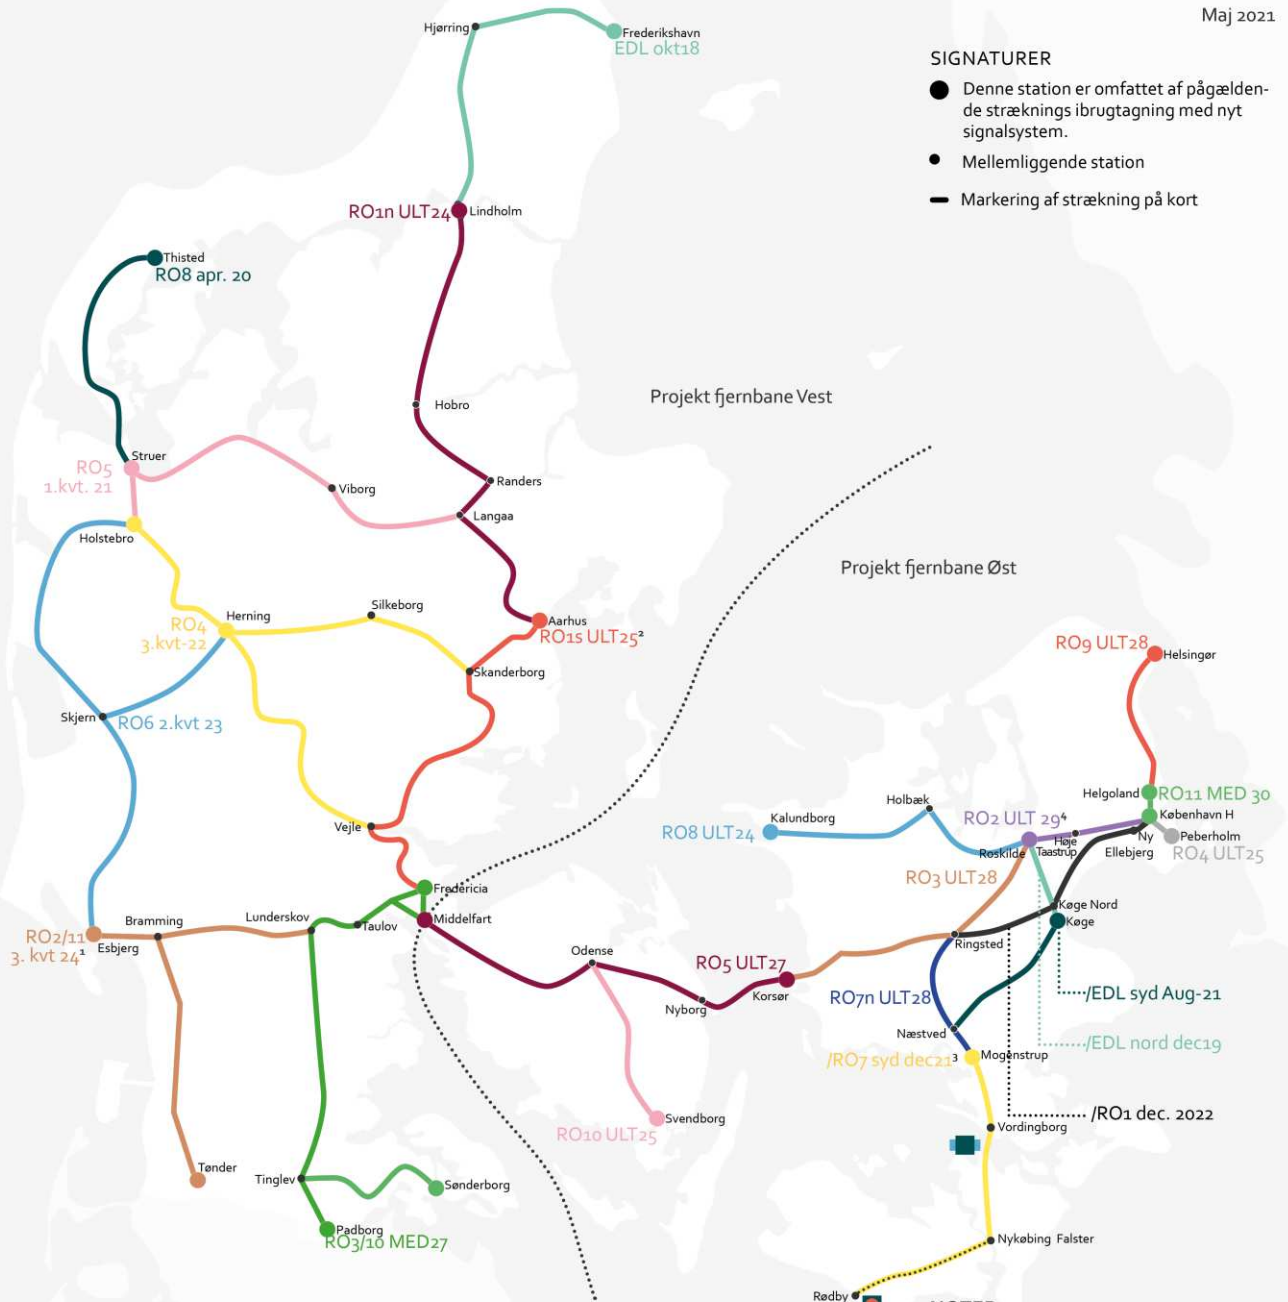 Maj 2021
SIGNATURER
Denne station er omfattet af pågælden-
de stræknings ibrugtagning med nyt
signalsystem.
Mellemliggende station
Markering af strækning på kort
Hjørring
Frederikshavn
EDL okt18
RO1n ULT24
Lindholm
Thisted
RO8 apr. 20
Hobro
Projekt fjernbane Vest
Struer
RO5
1.kvt. 21
Viborg
Randers
Langaa
Holstebro
Projekt fjernbane Øst
Silkeborg
Herning
RO4
3.kvt-22
Aarhus
RO1s ULT25²
Skanderborg
RO9 ULT28
Helsingør
Skjern
RO6 2.kvt 23
Helgoland
RO11 MED 30
Holbæk
Vejle
RO8 ULT24
Kalundborg
RO2 ULT 29⁴
København H
Høje
Taastrup
Ny
Ellebjerg
Peberholm
RO4 ULT25
Roskilde
RO3 ULT28
Fredericia
Køge Nord
Køge
Middelfart
Lunderskov
Bramming
Taulov
RO2/11
3. kvt 24¹
Esbjerg
Ringsted
Odense
RO5 ULT27
Korsør
Nyborg
RO7n ULT28
/EDL syd Aug-21
Næstved
/EDL nord dec19
/RO7 syd dec21³
Mogenstrup
/RO1 dec. 2022
Svendborg
RO10 ULT25
Vordingborg
Tønder
Tinglev
Sønderborg
Padborg
RO3/10 MED27
Nykøbing Falster
Rødby